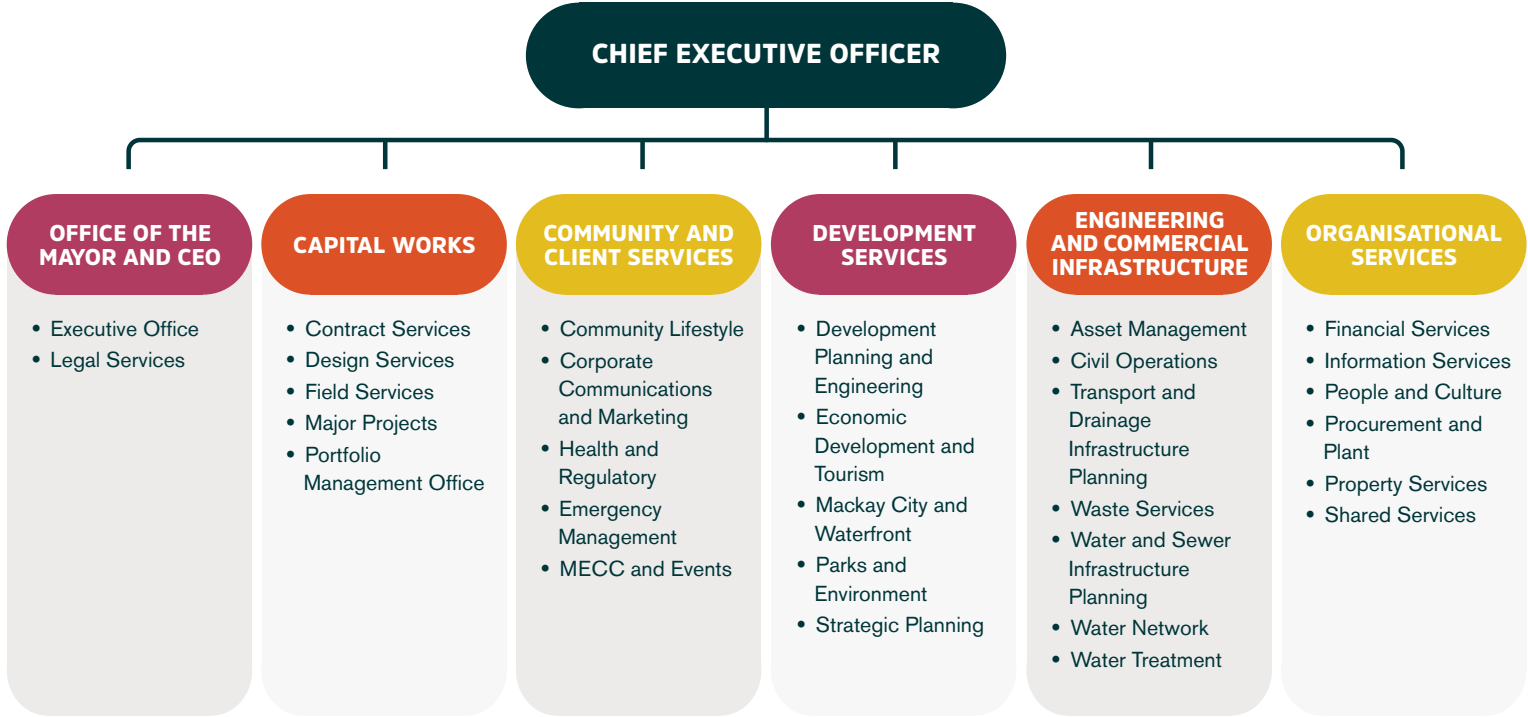 CHIEF EXECUTIVE OFFICER
OFFICE OF THE
MAYOR AND CEO
• Executive Office
• Legal Services
CAPITAL WORKS
• Contract Services
• Design Services
• Field Services
• Major Projects
• Portfolio
Management Office
COMMUNITY AND
CLIENT SERVICES
• Community Lifestyle
• Corporate
Communications
and Marketing
• Health and
Regulatory
• Emergency
Management
• MECC and Events
DEVELOPMENT
SERVICES
• Development
Planning and
Engineering
• Economic
Development and
Tourism
• Mackay City and
Waterfront
• Parks and
Environment
• Strategic Planning
ENGINEERING
AND COMMERCIAL
INFRASTRUCTURE
• Asset Management
• Civil Operations
• Transport and
Drainage
Infrastructure
Planning
• Waste Services
• Water and Sewer
Infrastructure
Planning
• Water Network
• Water Treatment
ORGANISATIONAL
SERVICES
• Financial Services
• Information Services
• People and Culture
• Procurement and
Plant
• Property Services
• Shared Services